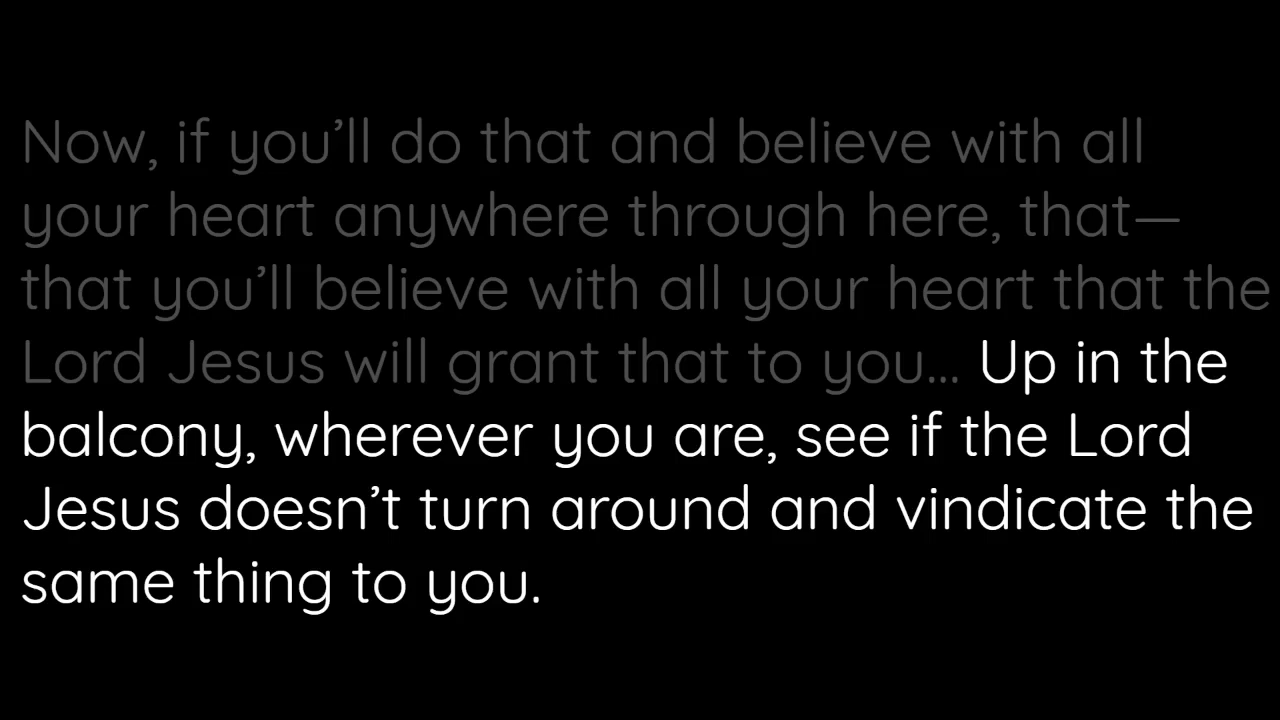 Now, if you’ll do that and believe with all
your heart anywhere through here, that—
that you’ll believe with all your heart that the
Lord Jesus will grant that to you... Up in the
balcony, wherever you are, see if the Lord
Jesus doesn’t turn around and vindicate the
same thing to you.